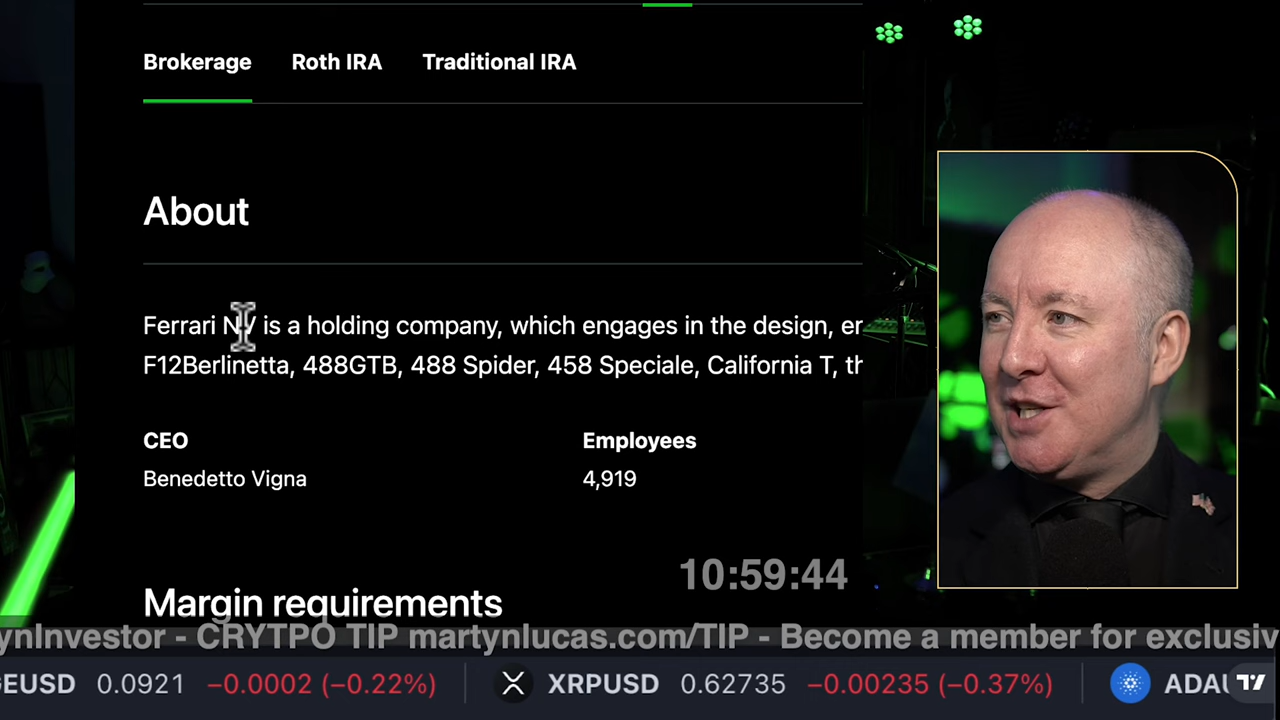 Brokerage Roth IRA Traditional IRA
About
Ferrari NV is a holding company, which engages in the design, er
F12Berlinetta, 488GTB, 488 Spider, 458 Speciale, California T, th
CEO Employees
Benedetto Vigna 4,919
10:59:44
Margin requirements
ynInvestor - CRYTPO TIP martynlucas.com/TIP - Become a member for exclusiv
GEUSD 0.0921 −0.0002 (−0.22%) XRPUSD 0.62735 −0.00235 (−0.37%) ADAU